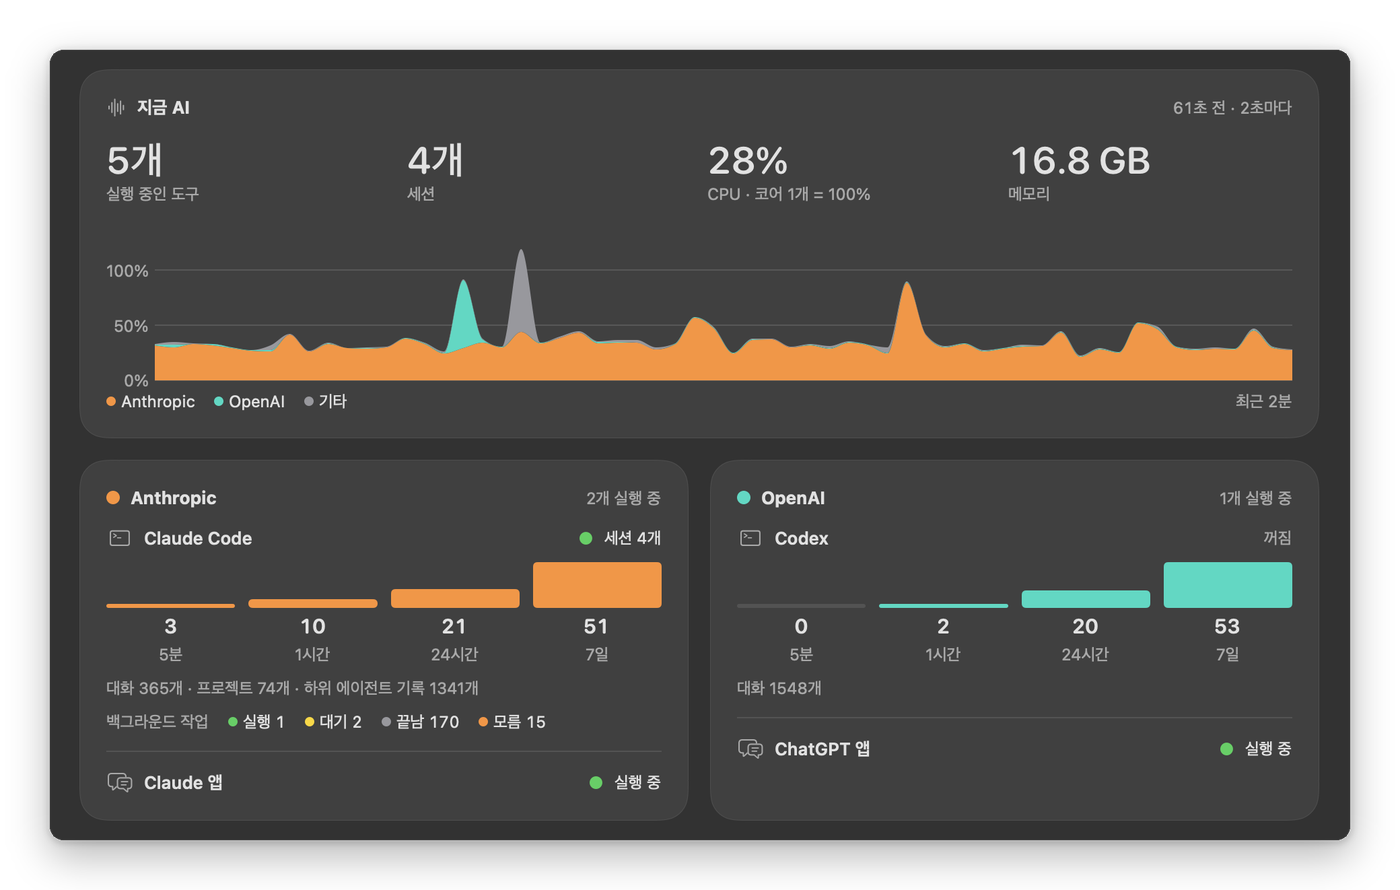 지금 AI
61초 전 · 2초마다
5개
4개
28%
16.8 GB
실행 중인 도구
세션
CPU · 코어 1개 = 100%
메모리
100%
50%
0%
Anthropic
OpenAI
기타
최근 2분
Anthropic
2개 실행 중
Claude Code
세션 4개
3
10
21
51
5분
1시간
24시간
7일
대화 365개 · 프로젝트 74개 · 하위 에이전트 기록 1341개
백그라운드 작업
실행 1
대기 2
끝남 170
모름 15
Claude 앱
실행 중
OpenAI
1개 실행 중
Codex
꺼짐
0
2
20
53
5분
1시간
24시간
7일
대화 1548개
ChatGPT 앱
실행 중